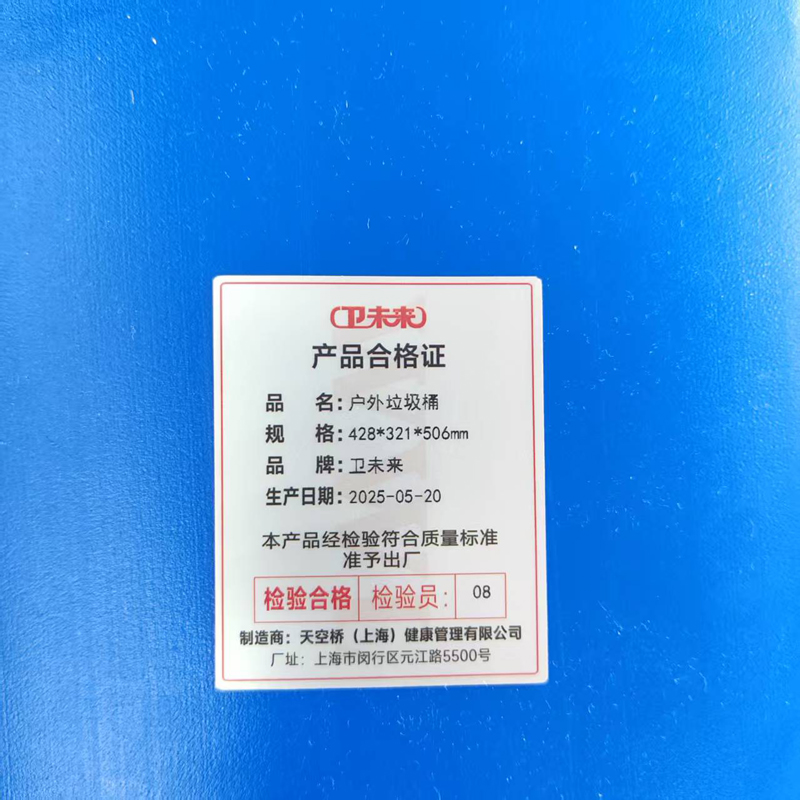 卫未来
产品合格证
品 名：户外垃圾桶
规 格：428*321*506mm
品 牌：卫未来
生产日期：2025-05-20
本产品经检验符合质量标准
准予出厂
检验合格 检验员： 08
制造商：天空桥（上海）健康管理有限公司
厂址：上海市闵行区元江路5500号